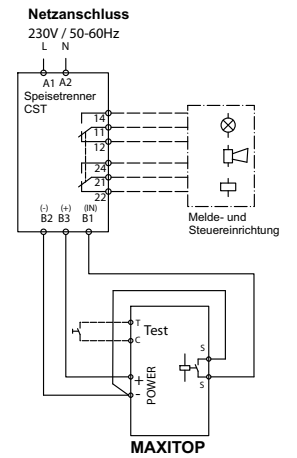 Netzanschluss
230V / 50-60Hz
L N
A1 A2
Speisetrenner
CST
14
11
12
24
21
22
(-) (+) (IN)
B2 B3 B1
Melde- und
Steuereinrichtung
T
Test
C
S
+
POWER
-
S
MAXITOP